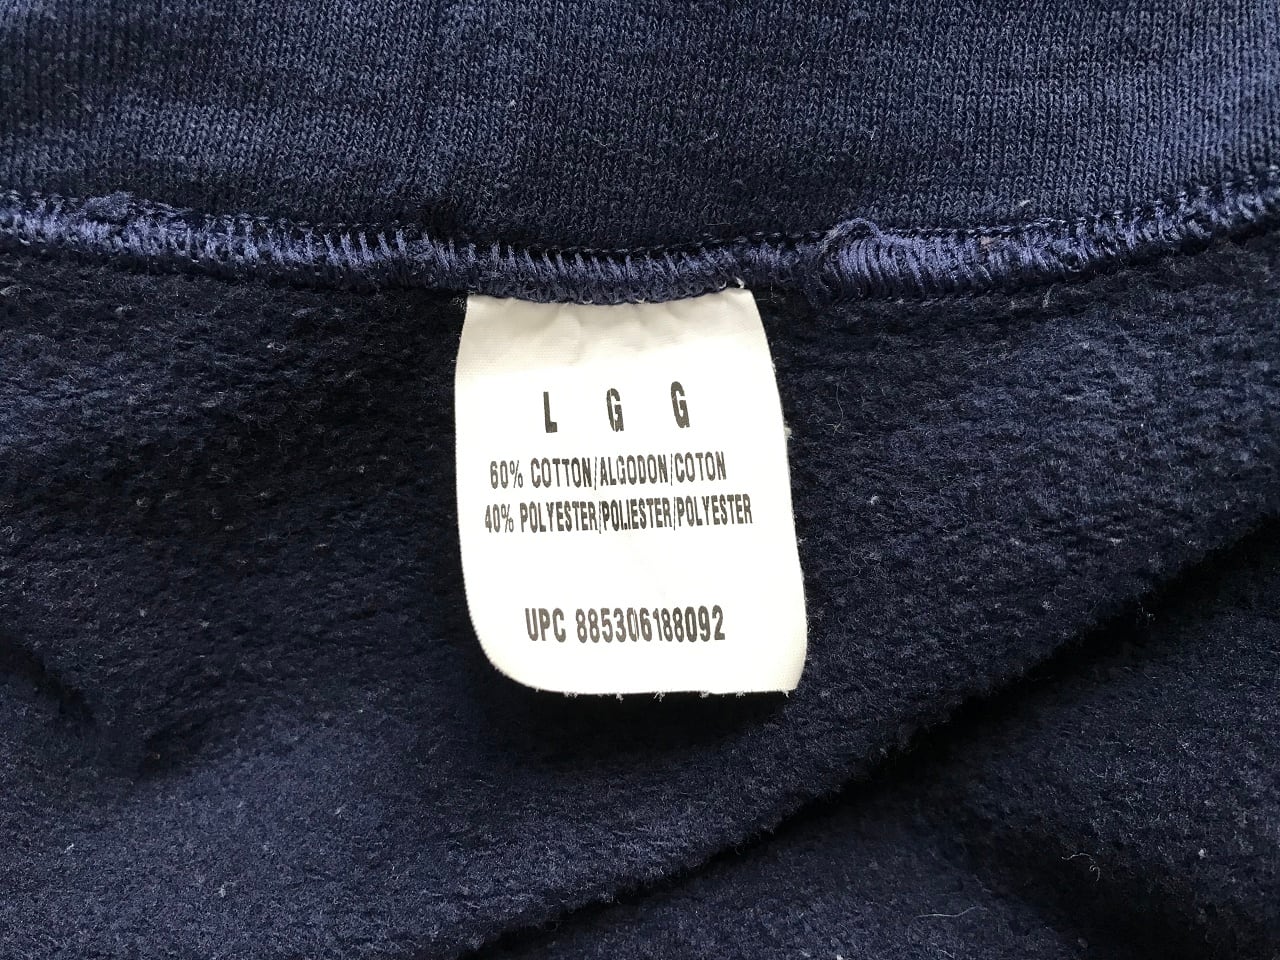 L G G
60% COTTON/ALGODON/COTON
40% POLYESTER/POLIESTER/POLYESTER
UPC 885306188092